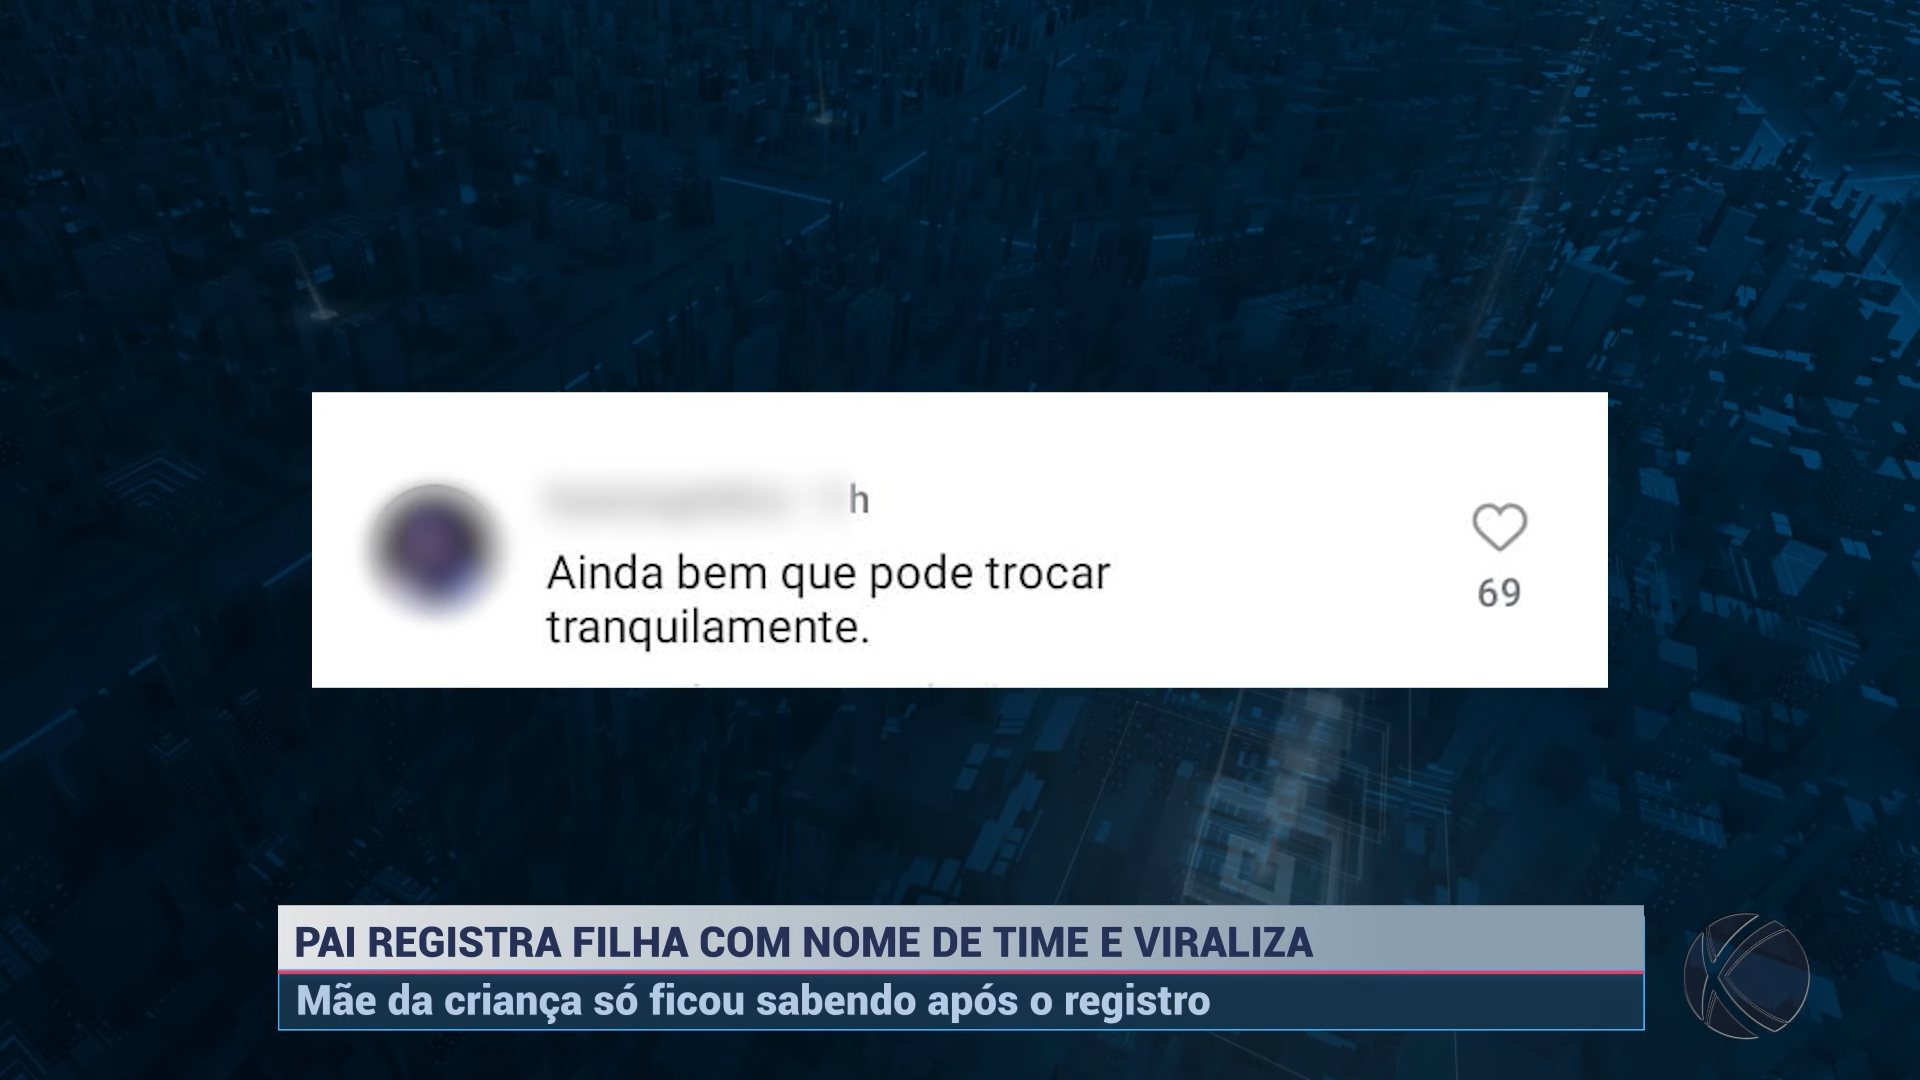 h
Ainda bem que pode trocar
tranquilamente.
69
PAI REGISTRA FILHA COM NOME DE TIME E VIRALIZA
Mãe da criança só ficou sabendo após o registro